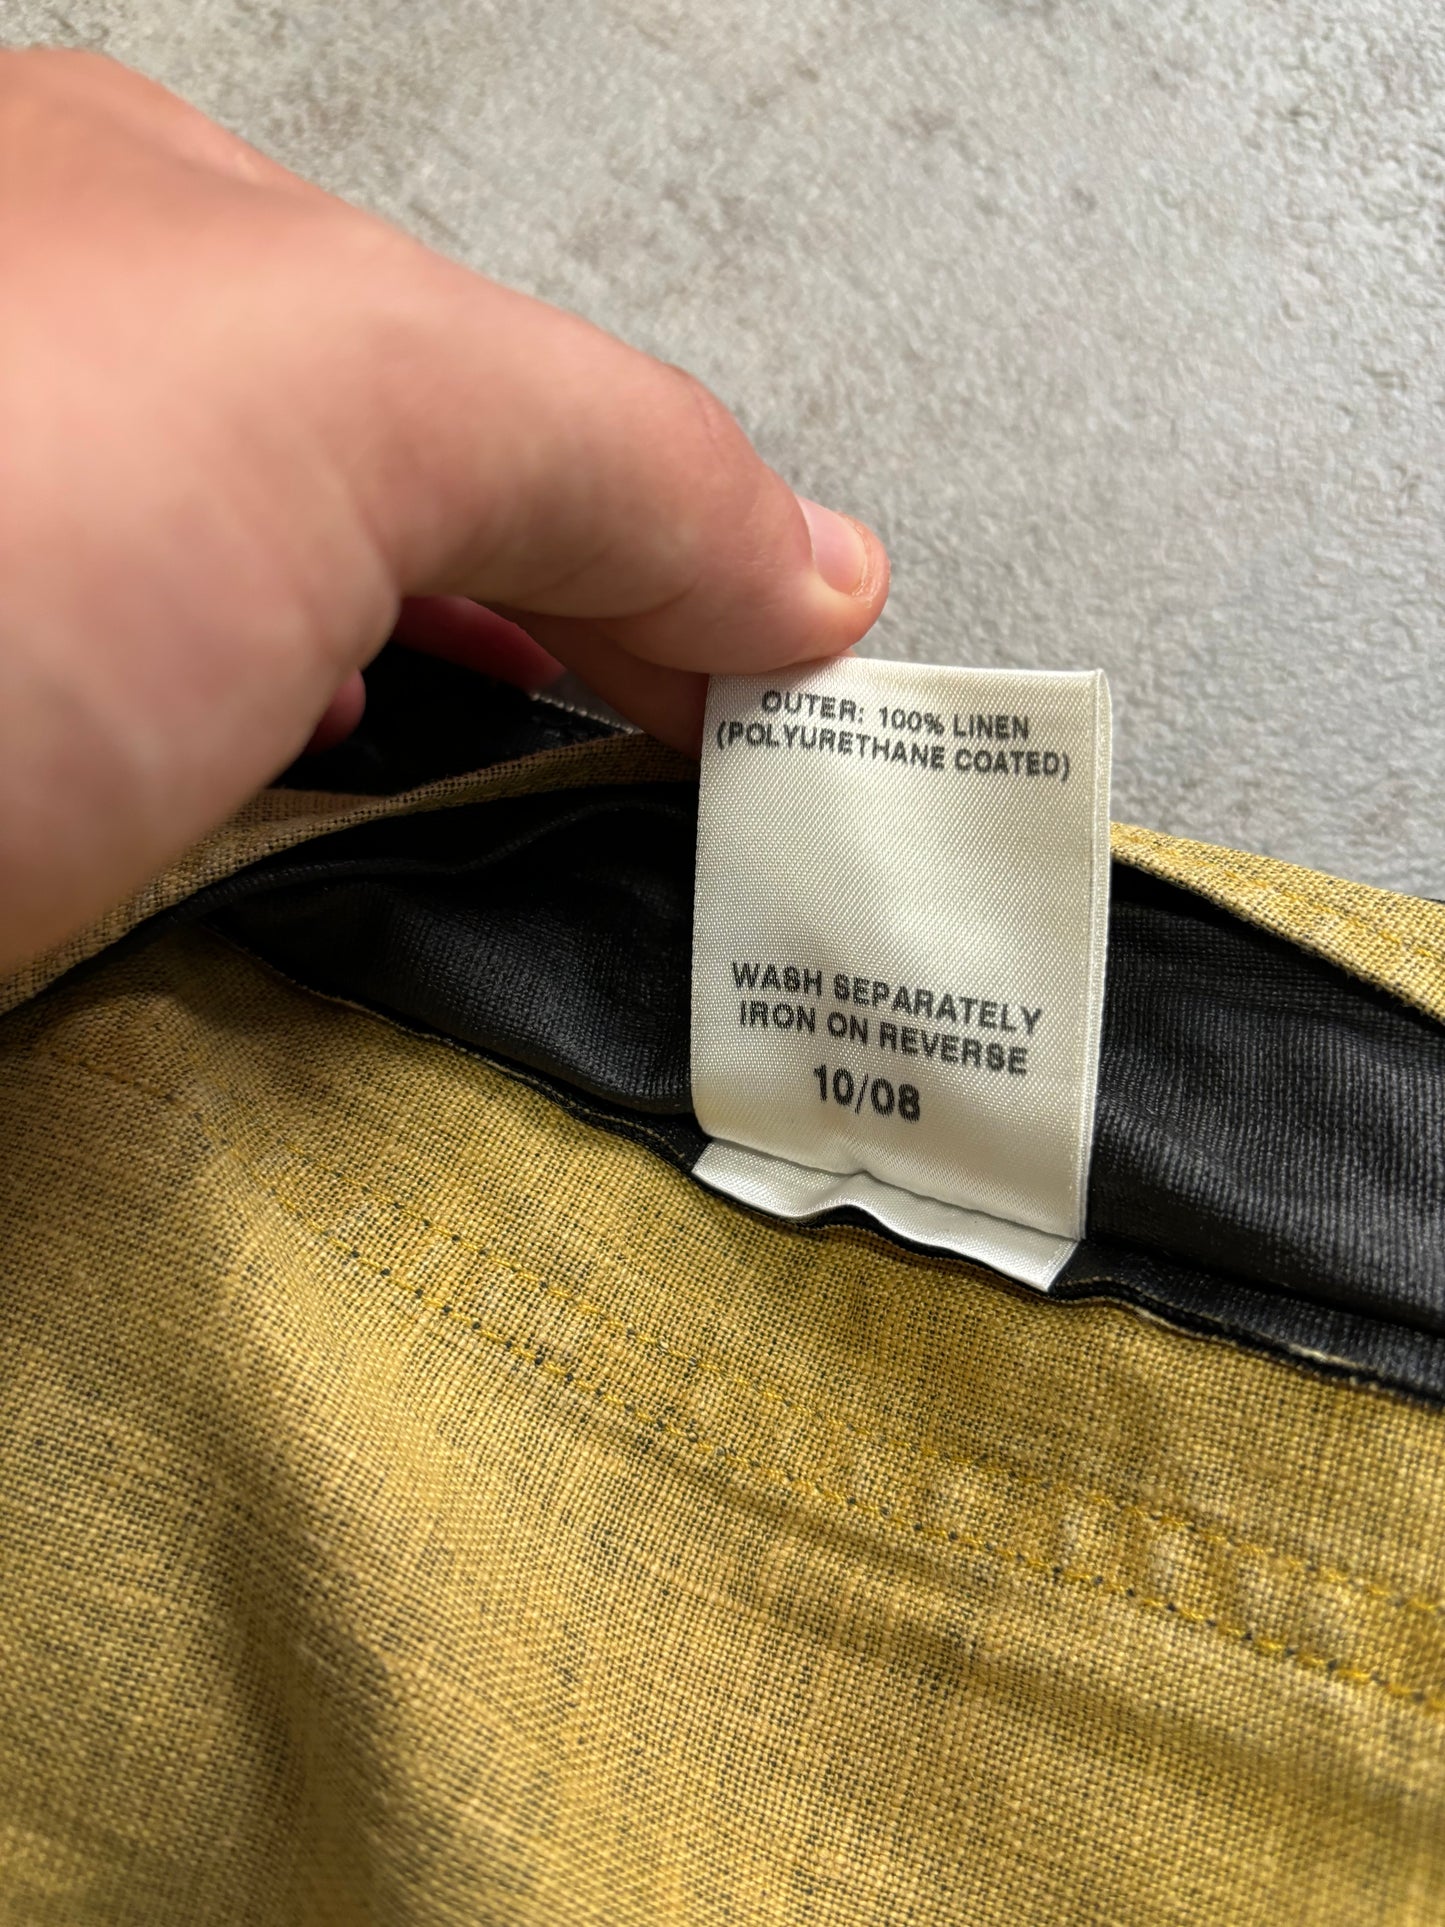 OUTER: 100% LINEN
(POLYURETHANE COATED)
WASH SEPARATELY
IRON ON REVERSE
10/08